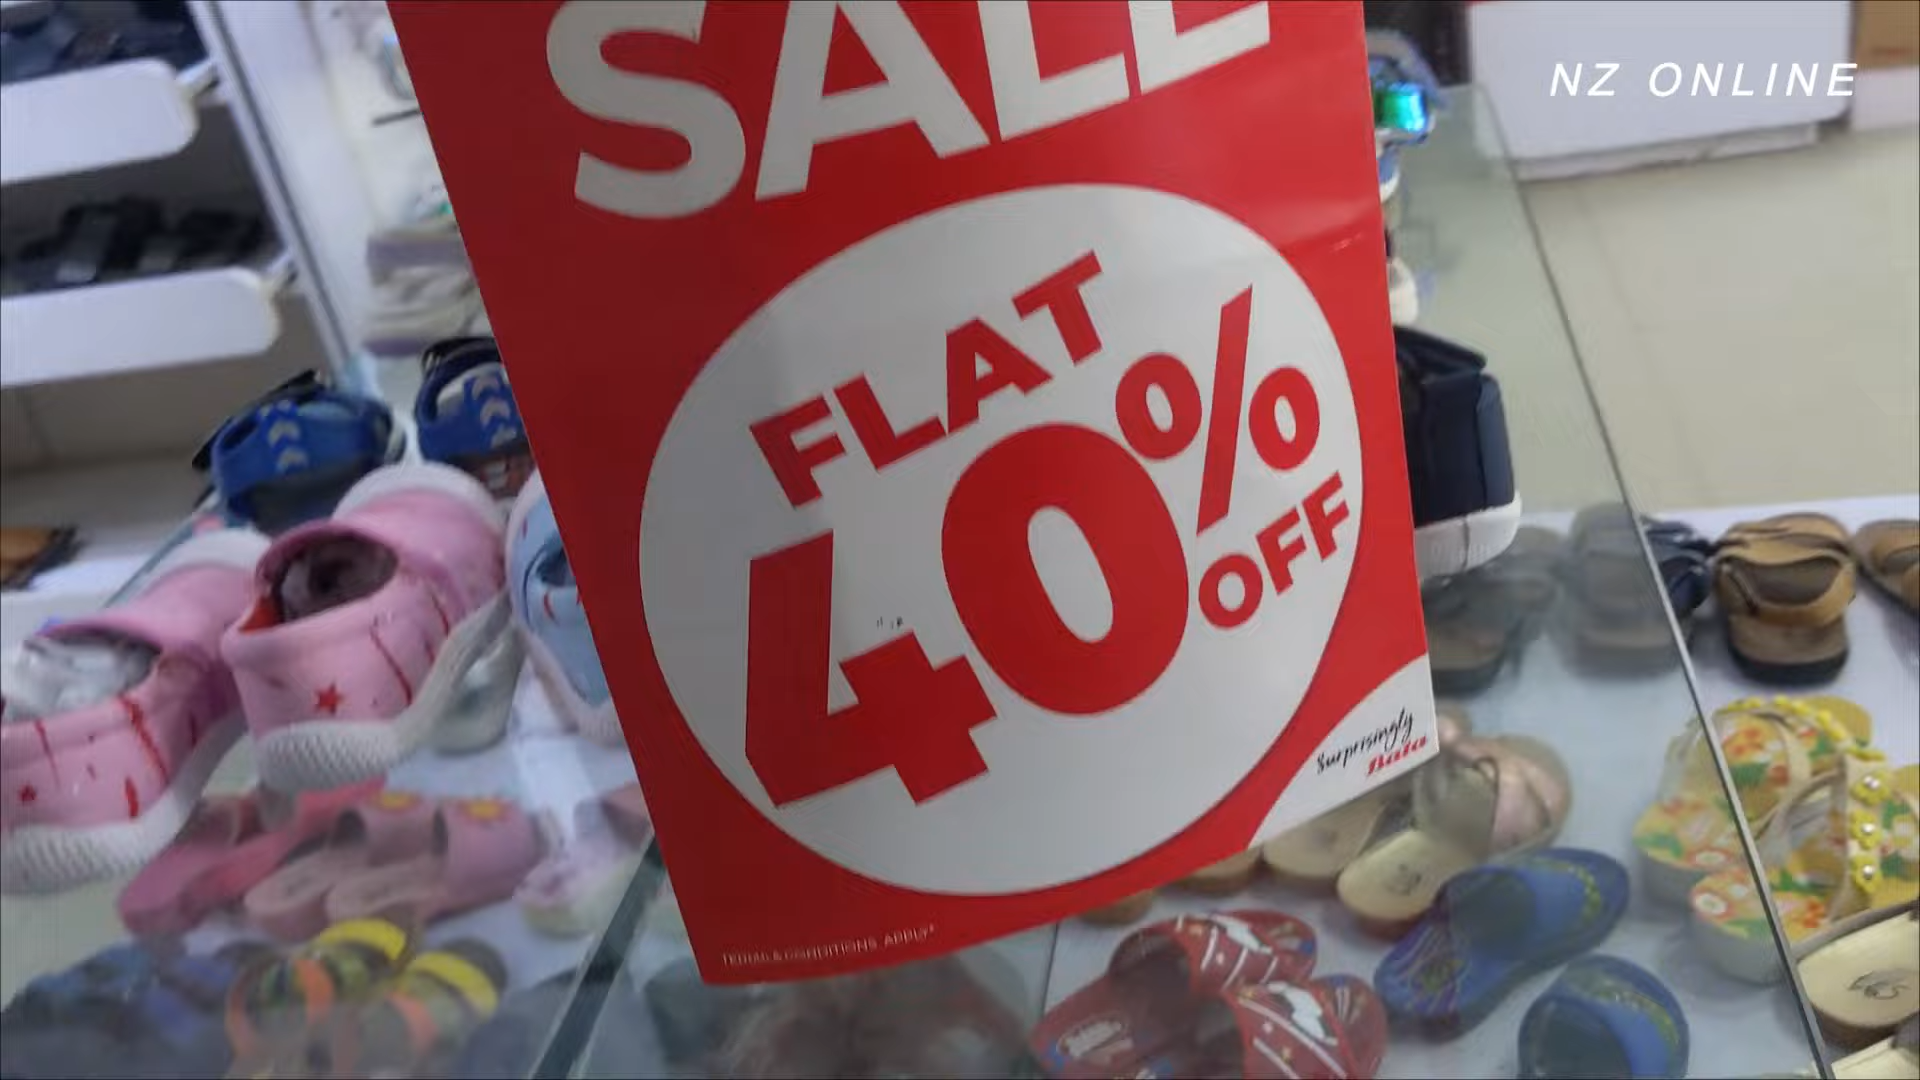 NZ ONLINE
SALE
FLAT
40%
OFF
Surprisingly
Bata
TERMS & CONDITIONS APPLY*